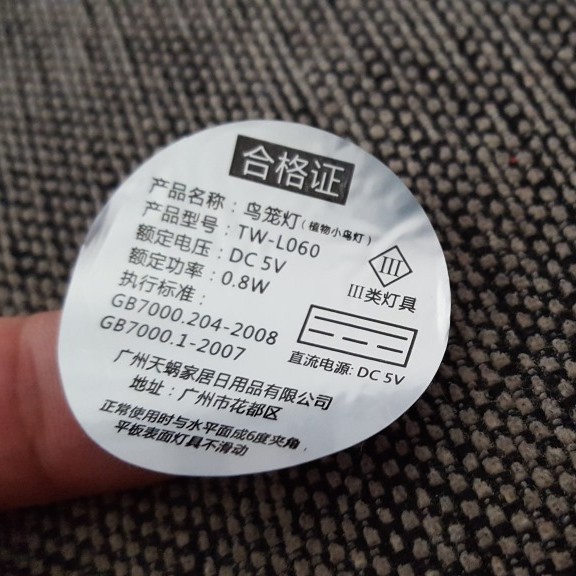 合格证
产品名称：鸟笼灯（植物小鸟灯）
产品型号：TW-L060
额定电压：DC 5V
额定功率：0.8W
执行标准：
GB7000.204-2008
GB7000.1-2007
III
III类灯具
直流电源: DC 5V
广州天蜗家居日用品有限公司
地址：广州市花都区
正常使用时与水平面成6度夹角，
平板表面灯具不滑动